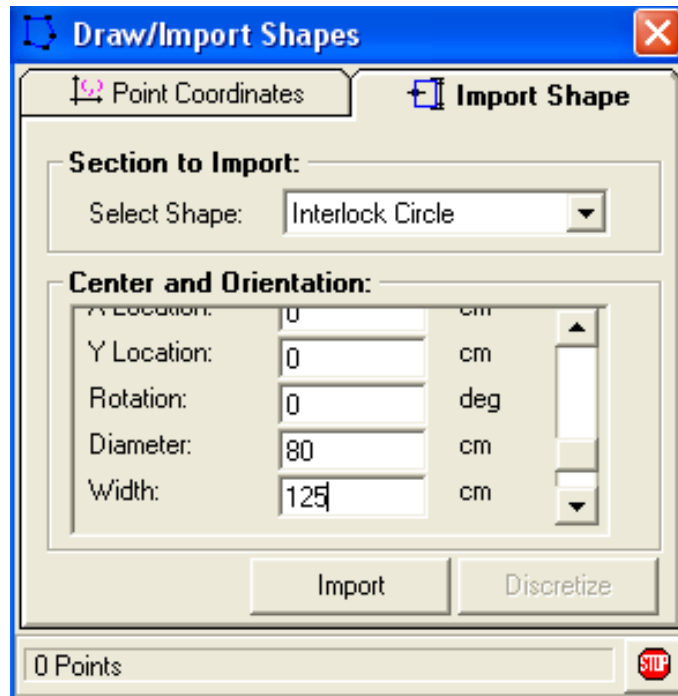 Draw/Import Shapes
Point Coordinates
Import Shape
Section to Import:
Select Shape: Interlock Circle
Center and Orientation:
X Location: 0 cm
Y Location: 0 cm
Rotation: 0 deg
Diameter: 80 cm
Width: 125 cm
Import Discretize
0 Points STOP